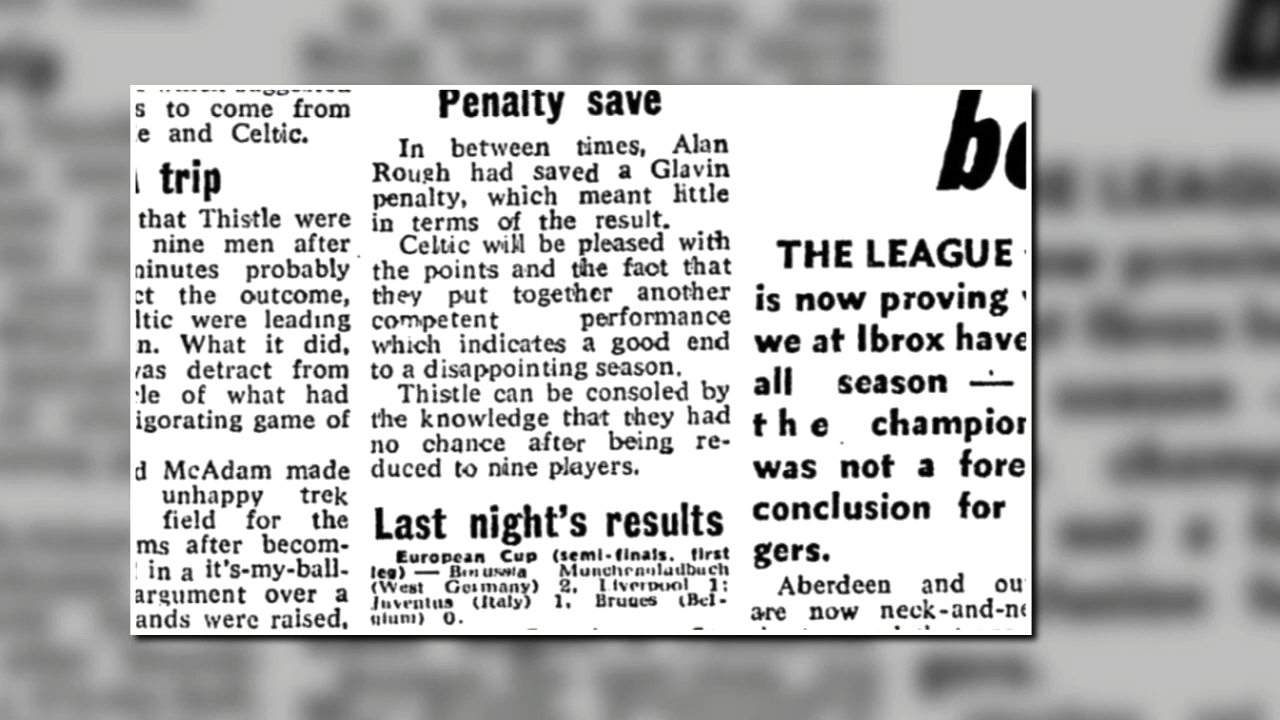 s to come from
e and Celtic.
trip
that Thistle were
nine men after
inutes probably
ct the outcome,
ltic were leading
n. What it did,
as detract from
le of what had
igorating game of
d McAdam made
unhappy trek
field for the
ms after becom-
in a it's-my-ball-
argument over a
ands were raised,
Penalty save
In between times, Alan
Rough had saved a Glavin
penalty, which meant little
in terms of the result.
Celtic will be pleased with
the points and the fact that
they put together another
competent performance
which indicates a good end
to a disappointing season.
Thistle can be consoled by
the knowledge that they had
no chance after being re-
duced to nine players.
Last night's results
European Cup (semi-finals, first
leg) — Borussia Munchengladbach
(West Germany) 2, Liverpool 1;
Juventus (Italy) 1, Bruges (Bel-
gium) 0.
be
THE LEAGUE
is now proving
we at Ibrox have
all season —
the champion
was not a fore
conclusion for
gers.
Aberdeen and ou
are now neck-and-ne